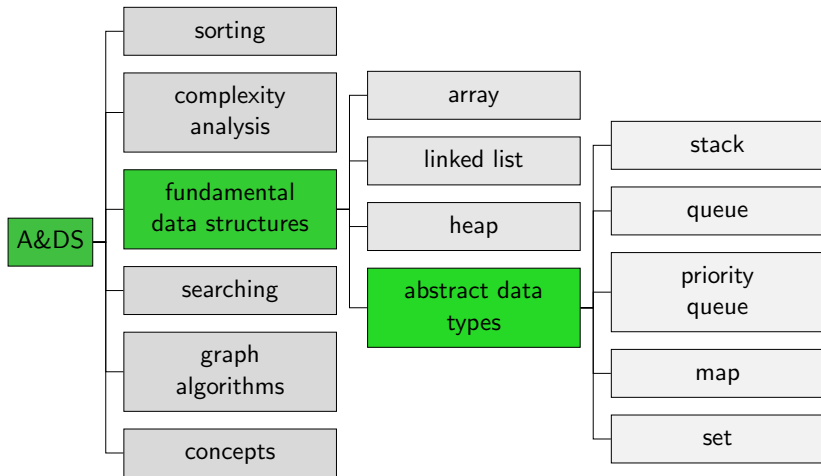 A&DS
sorting
complexity
analysis
fundamental
data structures
searching
graph
algorithms
concepts
array
linked list
heap
abstract data
types
stack
queue
priority
queue
map
set